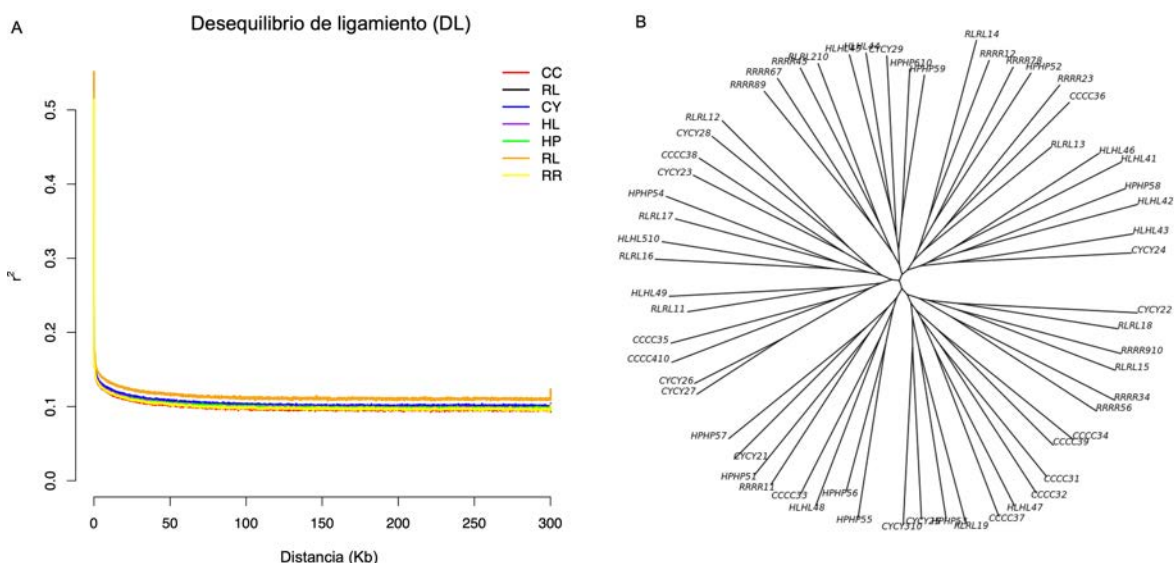 A
Desequilibrio de ligamiento (DL)
CC
RL
CY
HL
HP
RL
RR
r²
0.0
0.1
0.2
0.3
0.4
0.5
0
50
100
150
200
250
300
Distancia (Kb)
B
RLRL14
RRRR12
RRRR78
HPHP52
RRRR23
CCCC36
RLRL13
HLHL46
HLHL41
HPHP58
HLHL42
HLHL43
CYCY24
CYCY22
RLRL18
RRRR910
RLRL15
RRRR34
RRRR56
CCCC34
CCCC39
CCCC31
CCCC32
HLHL47
CCCC37
RLRL19
CYCY310
HPHP55
HPHP56
HLHL48
CCCC33
RRRR11
HPHP51
CYCY21
HPHP57
CYCY27
CYCY26
CCCC410
CCCC35
RLRL11
HLHL49
RLRL16
HLHL510
RLRL17
HPHP54
CYCY23
CCCC38
CYCY28
RLRL12
RRRR89
RRRR67
RRRR45
RLRL210
HLHL45
HLHL44
CYCY29
HPHP610
HPHP59